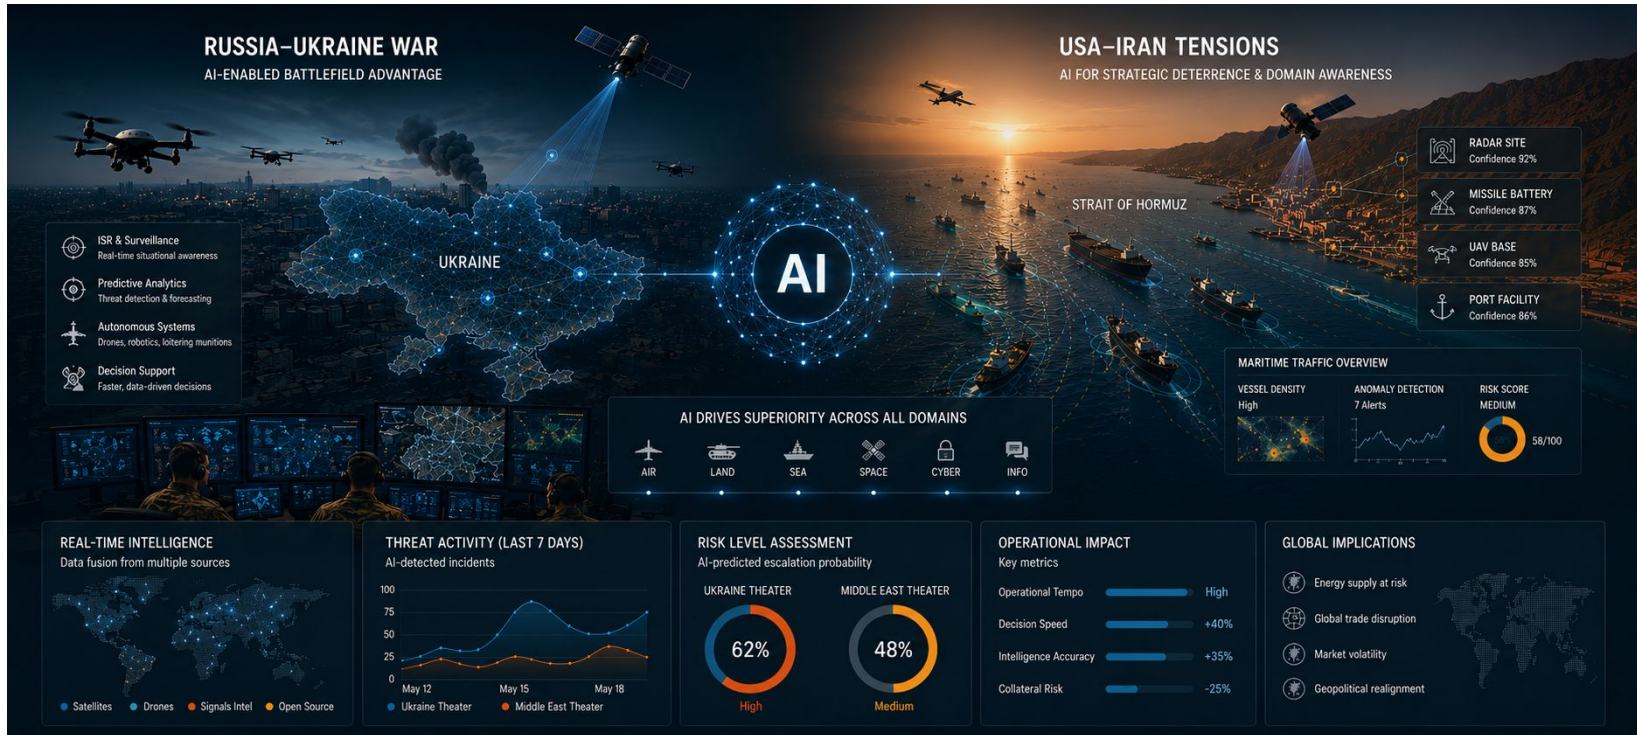 RUSSIA–UKRAINE WAR
AI-ENABLED BATTLEFIELD ADVANTAGE
USA–IRAN TENSIONS
AI FOR STRATEGIC DETERRENCE & DOMAIN AWARENESS
ISR & Surveillance
Real-time situational awareness
Predictive Analytics
Threat detection & forecasting
Autonomous Systems
Drones, robotics, loitering munitions
Decision Support
Faster, data-driven decisions
UKRAINE
AI
STRAIT OF HORMUZ
RADAR SITE
Confidence 92%
MISSILE BATTERY
Confidence 87%
UAV BASE
Confidence 85%
PORT FACILITY
Confidence 86%
MARITIME TRAFFIC OVERVIEW
VESSEL DENSITY
High
ANOMALY DETECTION
7 Alerts
RISK SCORE
MEDIUM
58/100
AI DRIVES SUPERIORITY ACROSS ALL DOMAINS
AIR
LAND
SEA
SPACE
CYBER
INFO
REAL-TIME INTELLIGENCE
Data fusion from multiple sources
Satellites
Drones
Signals Intel
Open Source
THREAT ACTIVITY (LAST 7 DAYS)
AI-detected incidents
100
75
50
25
0
May 12
May 15
May 18
Ukraine Theater
Middle East Theater
RISK LEVEL ASSESSMENT
AI-predicted escalation probability
UKRAINE THEATER
62%
High
MIDDLE EAST THEATER
48%
Medium
OPERATIONAL IMPACT
Key metrics
Operational Tempo High
Decision Speed +40%
Intelligence Accuracy +35%
Collateral Risk -25%
GLOBAL IMPLICATIONS
Energy supply at risk
Global trade disruption
Market volatility
Geopolitical realignment